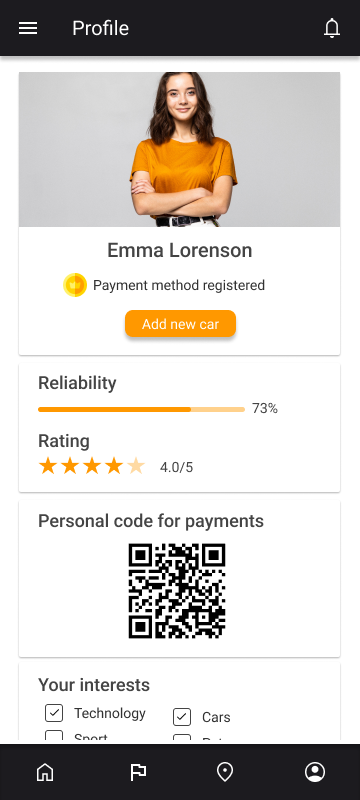 Profile
Emma Lorenson
Payment method registered
Add new car
Reliability
73%
Rating
4.0/5
Personal code for payments
Your interests
Technology
Cars
Sport